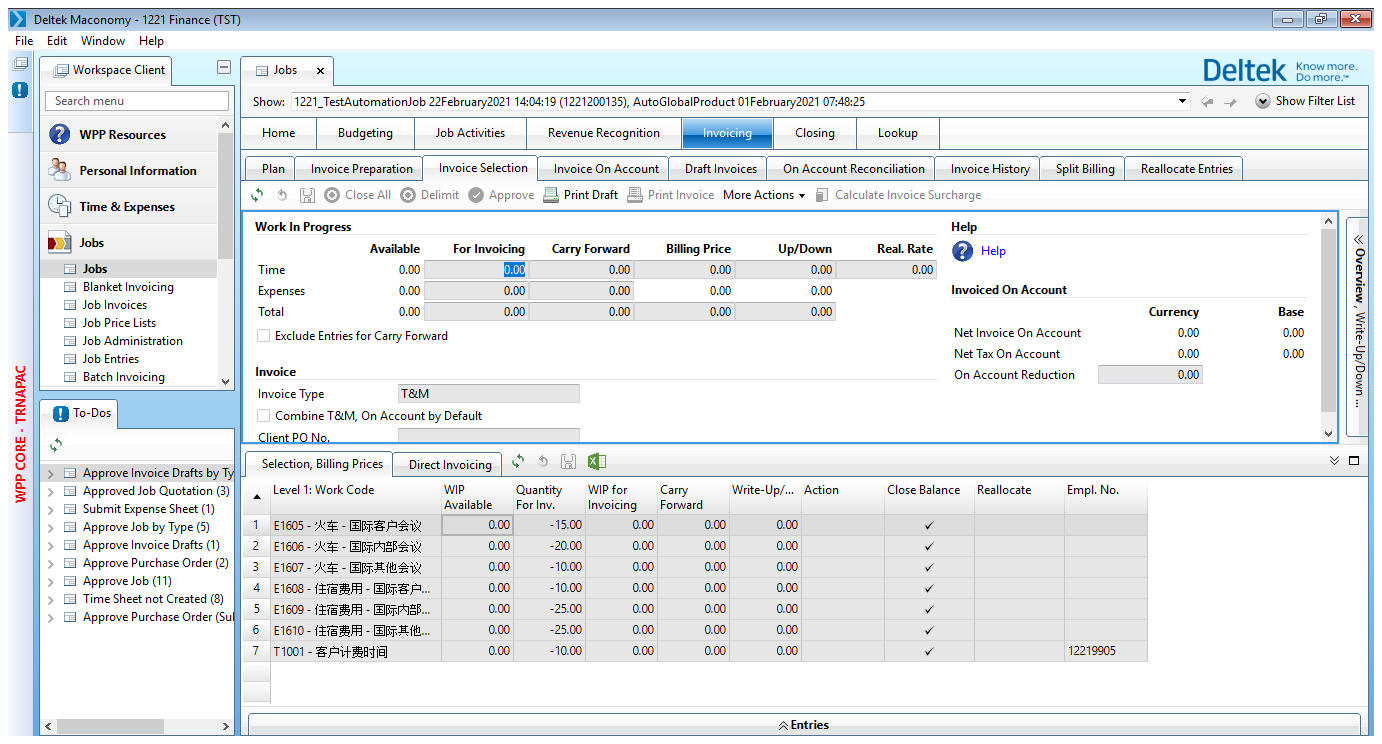 Deltek Maconomy - 1221 Finance (TST)
File Edit Window Help
WPP CORE - TRNAPAC
Workspace Client
Search menu
WPP Resources
Personal Information
Time & Expenses
Jobs
Jobs
Blanket Invoicing
Job Invoices
Job Price Lists
Job Administration
Job Entries
Batch Invoicing
To-Dos
Approve Invoice Drafts by Ty
Approved Job Quotation (3)
Submit Expense Sheet (1)
Approve Job by Type (5)
Approve Invoice Drafts (1)
Approve Purchase Order (2)
Approve Job (11)
Time Sheet not Created (8)
Approve Purchase Order (Sul
Jobs x
Deltek Know more. Do more.™
Show: 1221_TestAutomationJob 22February2021 14:04:19 (1221200135), AutoGlobalProduct 01February2021 07:48:25 Show Filter List
Home Budgeting Job Activities Revenue Recognition Invoicing Closing Lookup
Plan Invoice Preparation Invoice Selection Invoice On Account Draft Invoices On Account Reconciliation Invoice History Split Billing Reallocate Entries
Close All Delimit Approve Print Draft Print Invoice More Actions Calculate Invoice Surcharge
Work In Progress
Available For Invoicing Carry Forward Billing Price Up/Down Real. Rate
Time 0.00 0.00 0.00 0.00 0.00 0.00
Expenses 0.00 0.00 0.00 0.00 0.00
Total 0.00 0.00 0.00 0.00 0.00
Exclude Entries for Carry Forward
Invoice
Invoice Type T&M
Combine T&M, On Account by Default
Client PO No.
Help
Help
Invoiced On Account
Currency Base
Net Invoice On Account 0.00 0.00
Net Tax On Account 0.00 0.00
On Account Reduction 0.00
Overview, Write-Up/Down ...
Selection, Billing Prices Direct Invoicing
Level 1: Work Code WIP Available Quantity For Inv. WIP for Invoicing Carry Forward Write-Up/... Action Close Balance Reallocate Empl. No.
1 E1605 - 火车 - 国际客户会议 0.00 -15.00 0.00 0.00 0.00 ✓
2 E1606 - 火车 - 国际内部会议 0.00 -20.00 0.00 0.00 0.00 ✓
3 E1607 - 火车 - 国际其他会议 0.00 -10.00 0.00 0.00 0.00 ✓
4 E1608 - 住宿费用 - 国际客户... 0.00 -10.00 0.00 0.00 0.00 ✓
5 E1609 - 住宿费用 - 国际内部... 0.00 -25.00 0.00 0.00 0.00 ✓
6 E1610 - 住宿费用 - 国际其他... 0.00 -25.00 0.00 0.00 0.00 ✓
7 T1001 - 客户计费时间 0.00 -10.00 0.00 0.00 0.00 ✓ 12219905
Entries